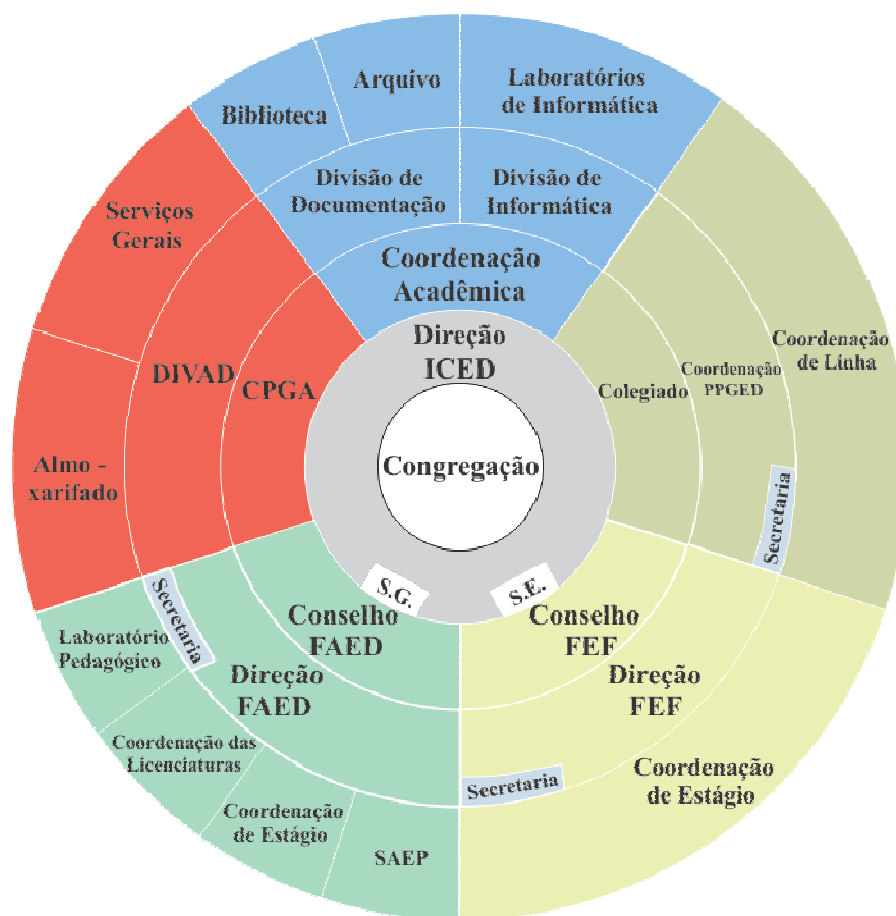 Arquivo
Biblioteca
Laboratórios
de Informática
Divisão de
Documentação
Divisão de
Informática
Coordenação
Acadêmica
Serviços
Gerais
DIVAD
CPGA
Almo -
xarifado
Direção
ICED
Congregação
S.G.
S.E.
Colegiado
Coordenação
PPGED
Coordenação
de Linha
Secretaria
Conselho
FAED
Direção
FAED
Secretaria
Laboratório
Pedagógico
Coordenação das
Licenciaturas
Coordenação
de Estágio
SAEP
Conselho
FEF
Direção
FEF
Secretaria
Coordenação
de Estágio